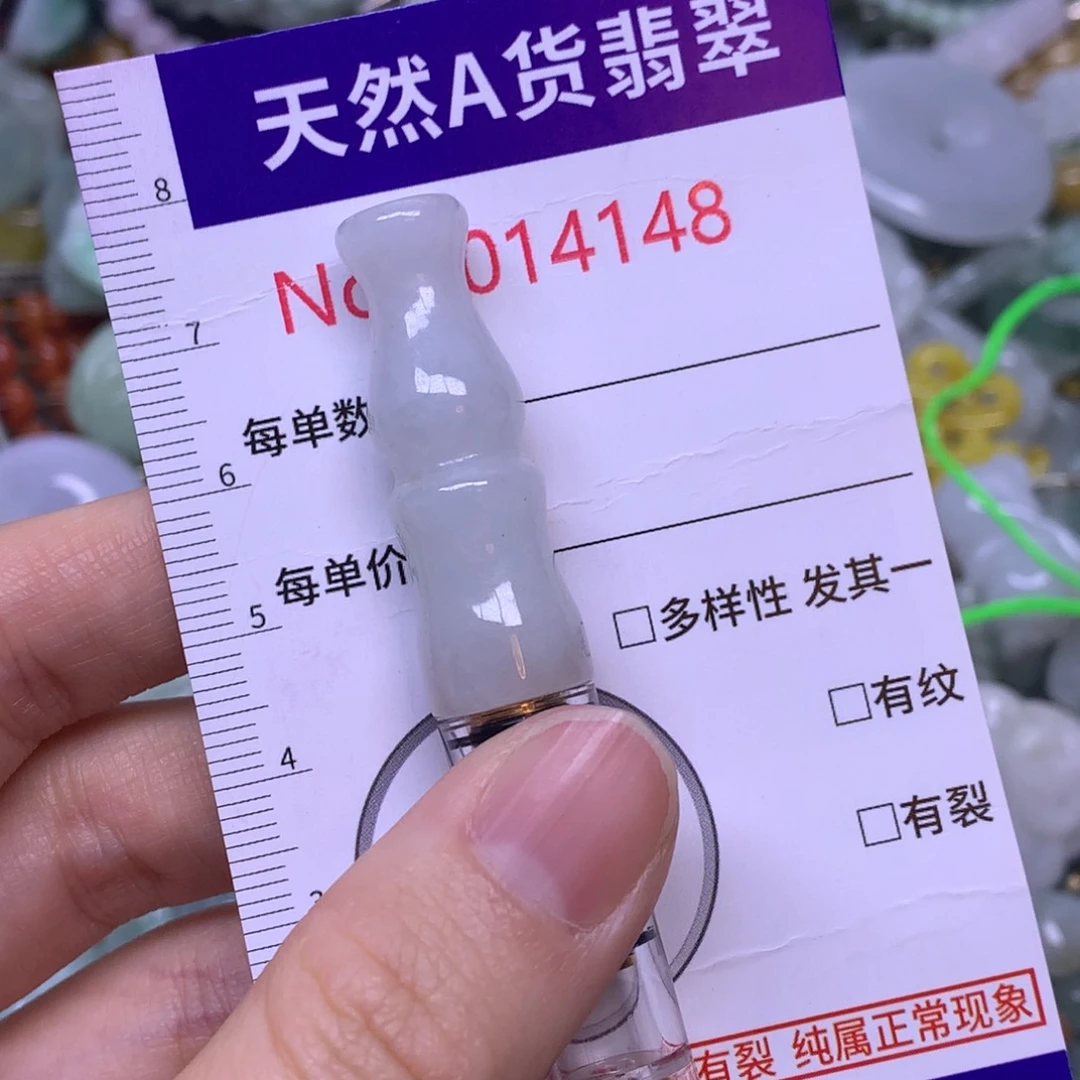 天然A货翡翠
No 014148
每单数
每单价
多样性 发其一
有纹
有裂
有裂 纯属正常现象
8
7
6
5
4